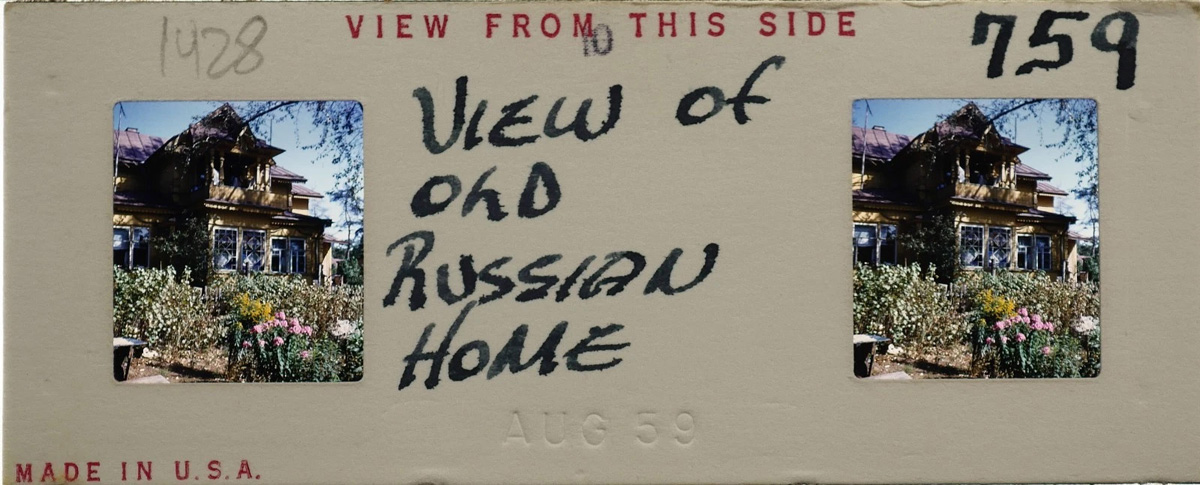 1428
VIEW FROM THIS SIDE
10
759
VIEW of
OLD
RUSSIAN
HOME
AUG 59
MADE IN U.S.A.